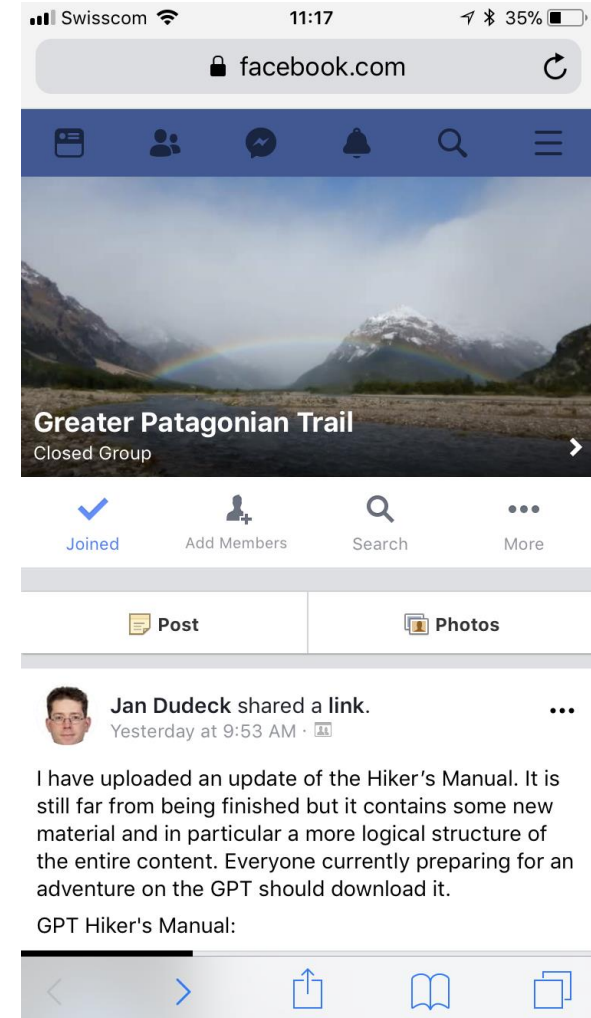 Swisscom 11:17 35%
facebook.com
Greater Patagonian Trail
Closed Group
Joined Add Members Search More
Post Photos
Jan Dudeck shared a link.
Yesterday at 9:53 AM ·
I have uploaded an update of the Hiker's Manual. It is
still far from being finished but it contains some new
material and in particular a more logical structure of
the entire content. Everyone currently preparing for an
adventure on the GPT should download it.
GPT Hiker's Manual: